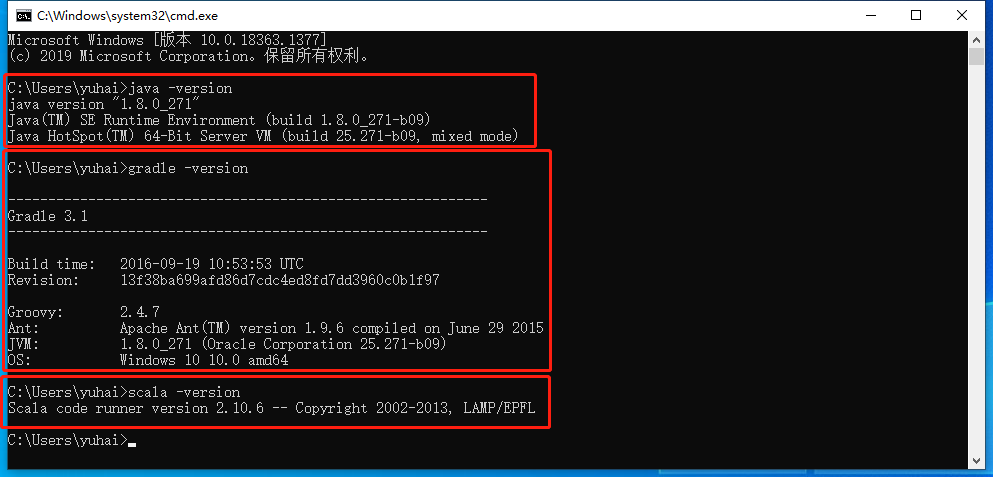 C:\Windows\system32\cmd.exe
Microsoft Windows [版本 10.0.18363.1377]
(c) 2019 Microsoft Corporation。保留所有权利。
C:\Users\yuhai>java -version
java version "1.8.0_271"
Java(TM) SE Runtime Environment (build 1.8.0_271-b09)
Java HotSpot(TM) 64-Bit Server VM (build 25.271-b09, mixed mode)
C:\Users\yuhai>gradle -version
------------------------------------------------------------
Gradle 3.1
------------------------------------------------------------
Build time:   2016-09-19 10:53:53 UTC
Revision:     13f38ba699afd86d7cdc4ed8fd7dd3960c0b1f97
Groovy:       2.4.7
Ant:          Apache Ant(TM) version 1.9.6 compiled on June 29 2015
JVM:          1.8.0_271 (Oracle Corporation 25.271-b09)
OS:           Windows 10 10.0 amd64
C:\Users\yuhai>scala -version
Scala code runner version 2.10.6 -- Copyright 2002-2013, LAMP/EPFL
C:\Users\yuhai>